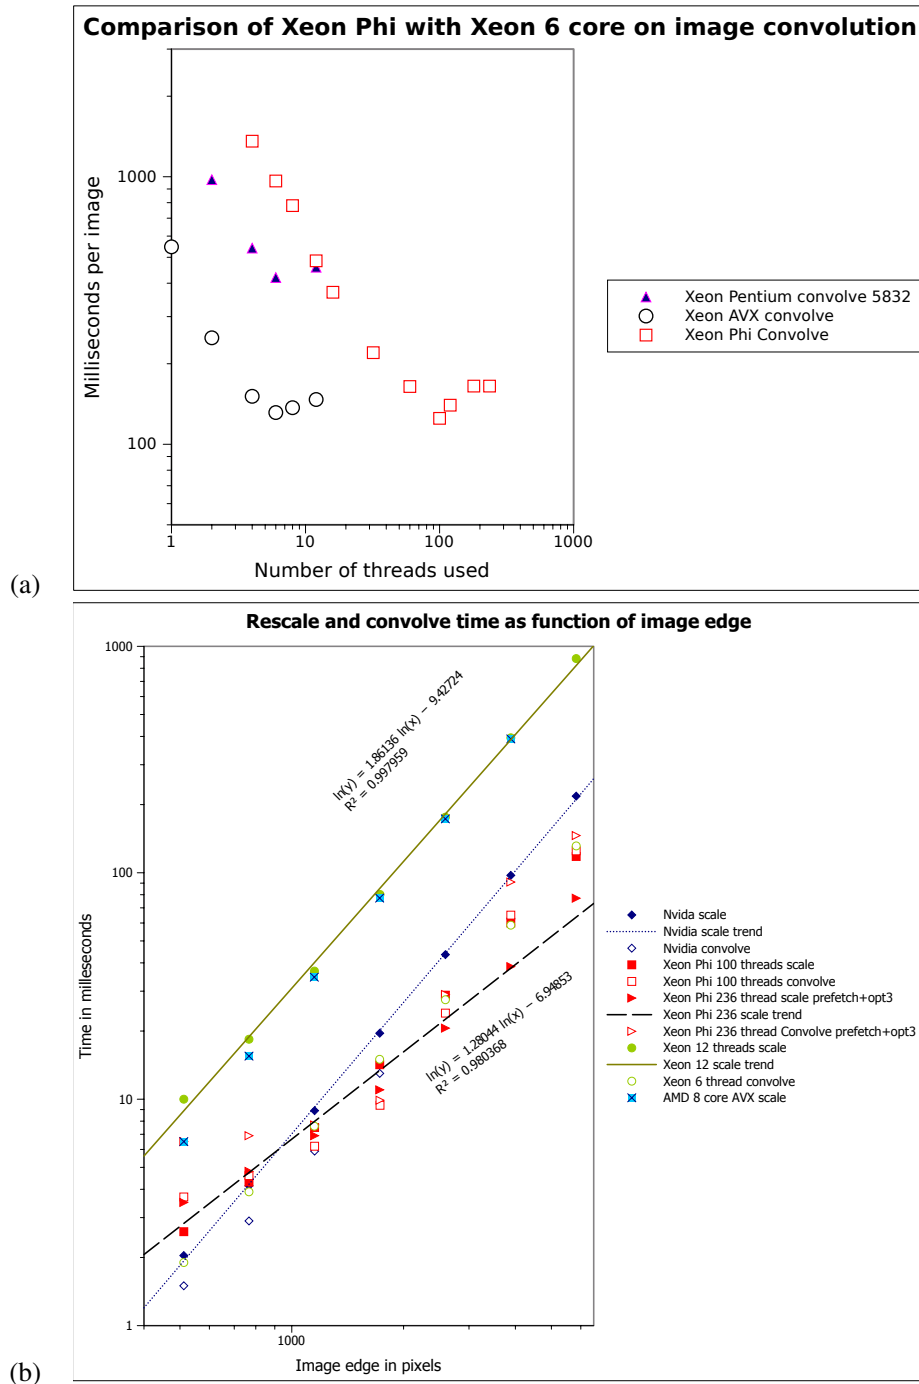 Comparison of Xeon Phi with Xeon 6 core on image convolution
Milliseconds per image
1000
100
1
10
100
1000
Number of threads used
Xeon Pentium convolve 5832
Xeon AVX convolve
Xeon Phi Convolve
(a)
Rescale and convolve time as function of image edge
Time in milleseconds
1000
100
10
1
1000
Image edge in pixels
ln(y) = 1.86136 ln(x) − 9.42724
R² = 0.997959
ln(y) = 1.28044 ln(x) − 6.94853
R² = 0.980368
Nvida scale
Nvidia scale trend
Nvidia convolve
Xeon Phi 100 threads scale
Xeon Phi 100 threads convolve
Xeon Phi 236 thread scale prefetch+opt3
Xeon Phi 236 scale trend
Xeon Phi 236 thread Convolve prefetch+opt3
Xeon 12 threads scale
Xeon 12 scale trend
Xeon 6 thread convolve
AMD 8 core AVX scale
(b)